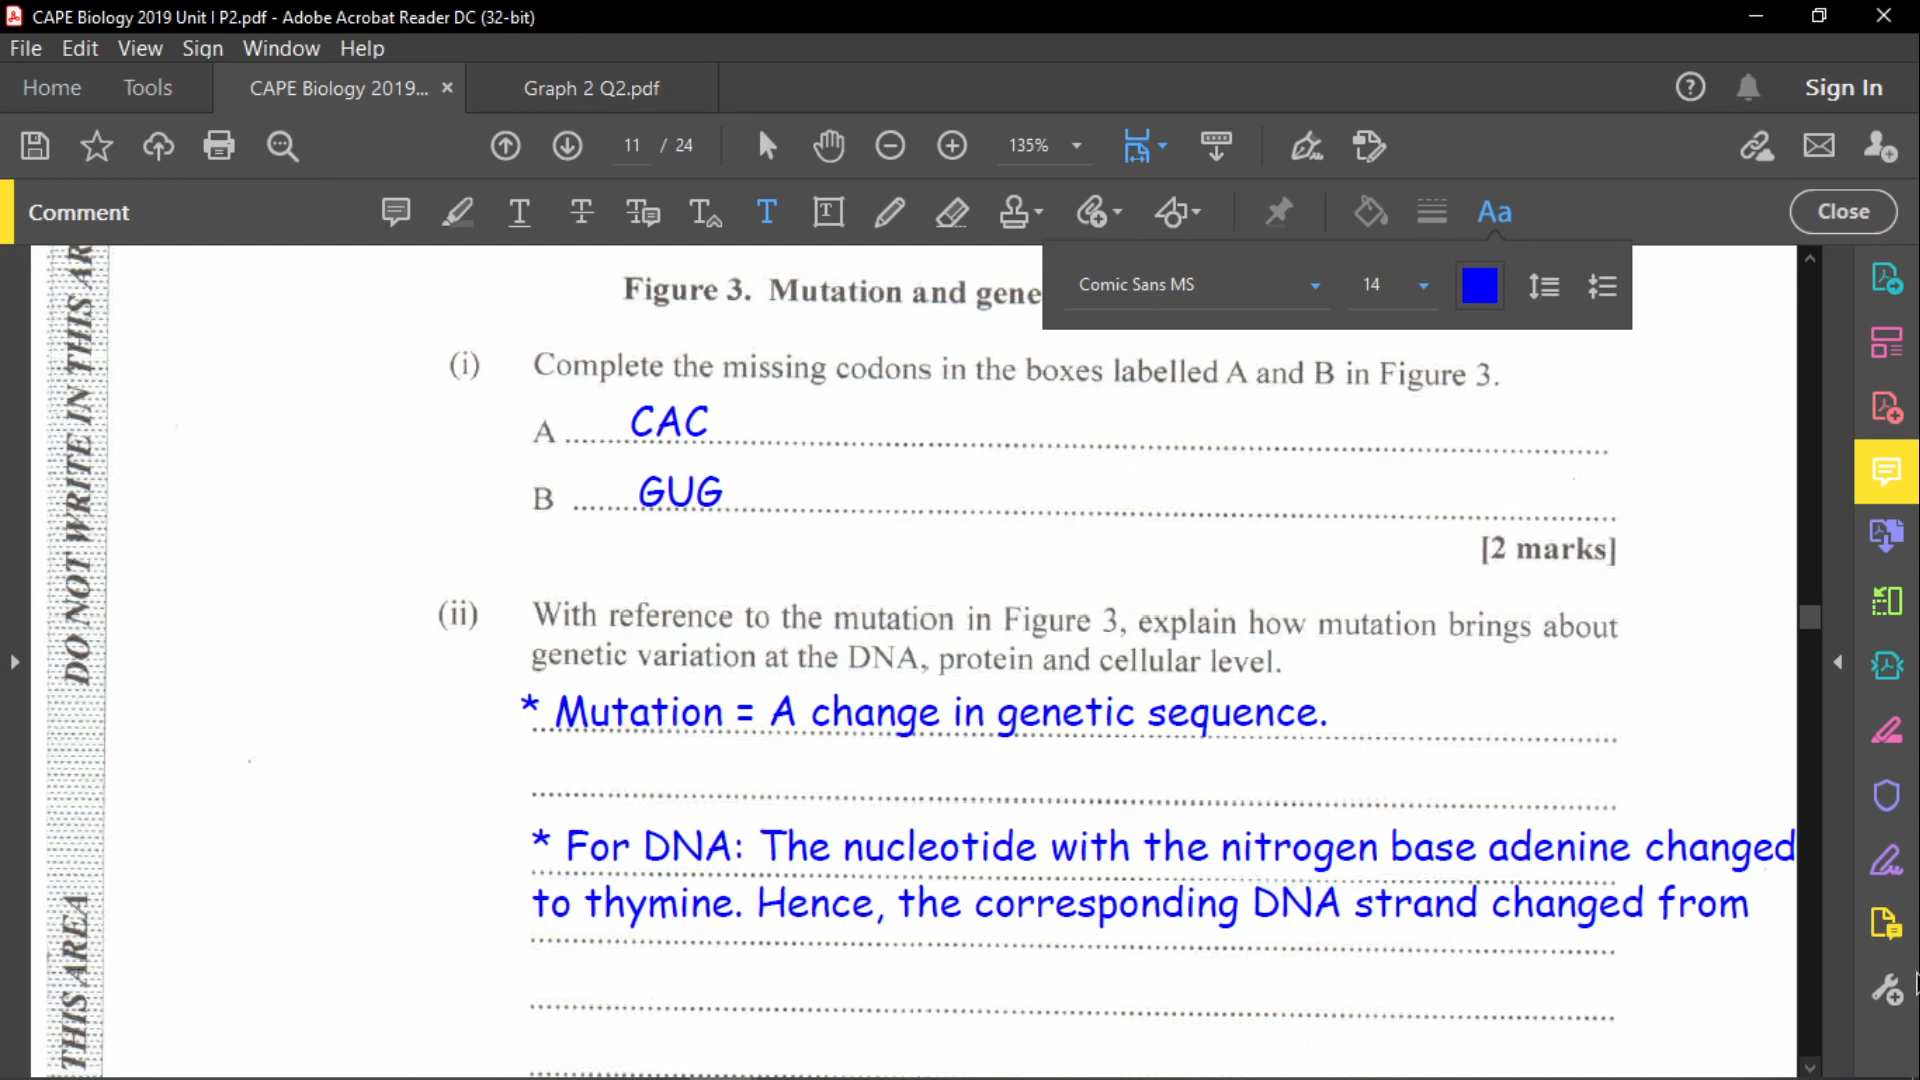 CAPE Biology 2019 Unit I P2.pdf - Adobe Acrobat Reader DC (32-bit)
File Edit View Sign Window Help
Home Tools CAPE Biology 2019... × Graph 2 Q2.pdf Sign In
11 / 24 135%
Comment Close
Comic Sans MS 14
Figure 3. Mutation and gene
(i) Complete the missing codons in the boxes labelled A and B in Figure 3.
A CAC
B GUG
[2 marks]
(ii) With reference to the mutation in Figure 3, explain how mutation brings about
genetic variation at the DNA, protein and cellular level.
* Mutation = A change in genetic sequence.
* For DNA: The nucleotide with the nitrogen base adenine changed
to thymine. Hence, the corresponding DNA strand changed from
DO NOT WRITE IN THIS AR
THIS AREA